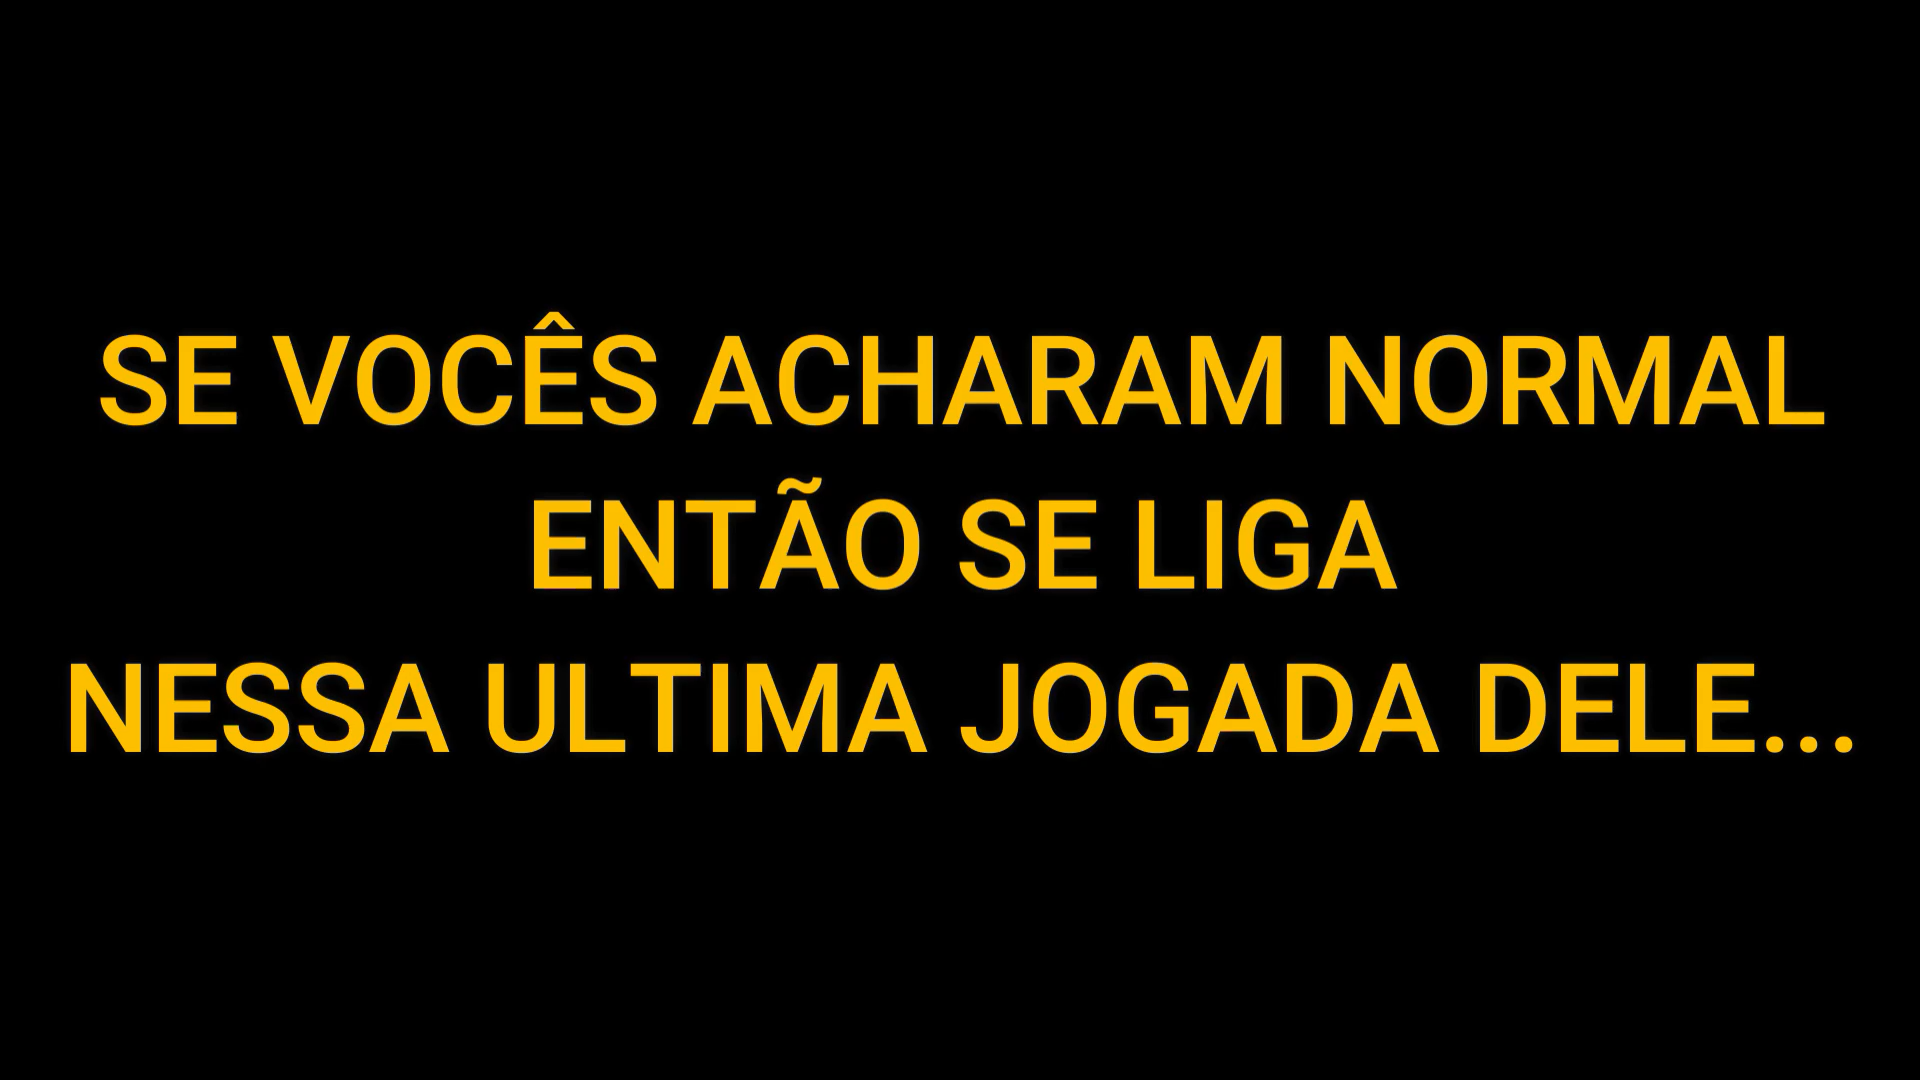 SE VOCÊS ACHARAM NORMAL
ENTÃO SE LIGA
NESSA ULTIMA JOGADA DELE...